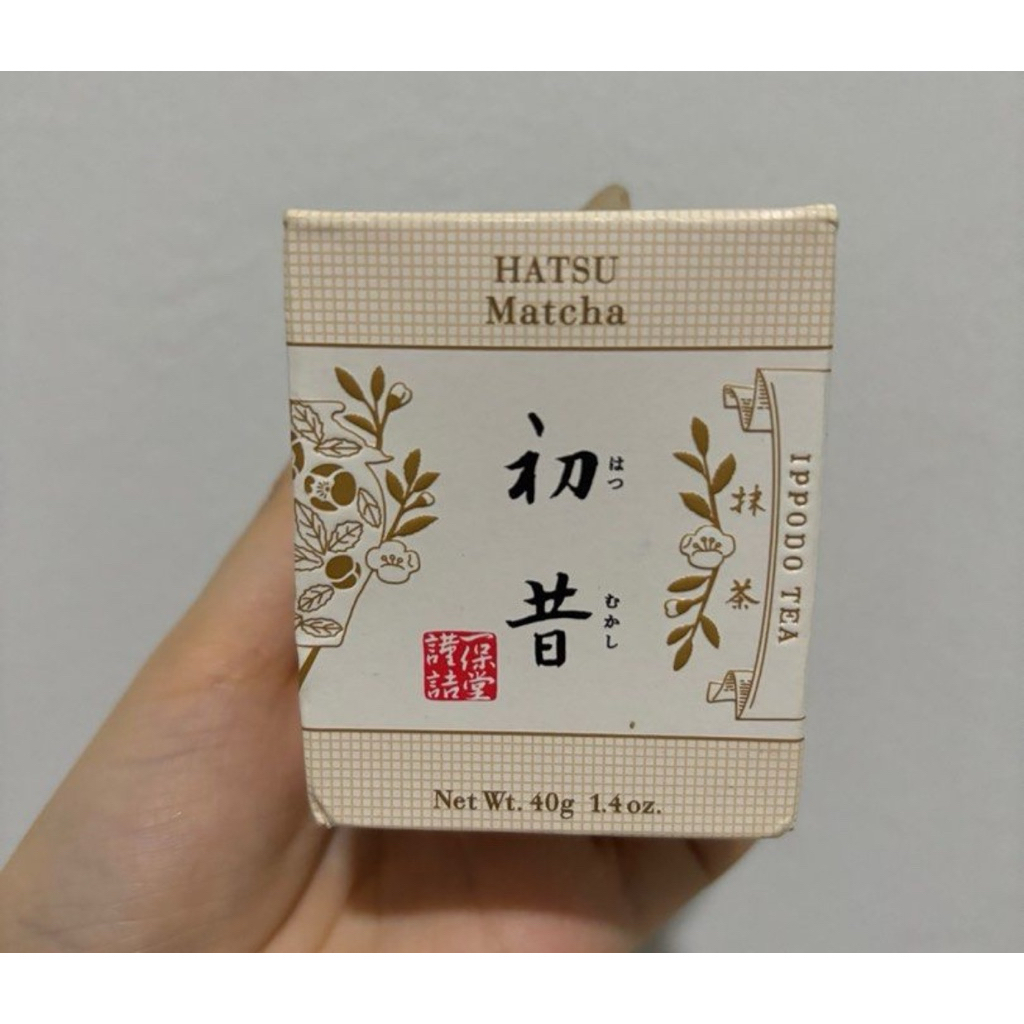 HATSU
Matcha
初昔
はつ
むかし
抹茶
IPPODO TEA
一保堂
謹詰
Net Wt. 40g 1.4 oz.